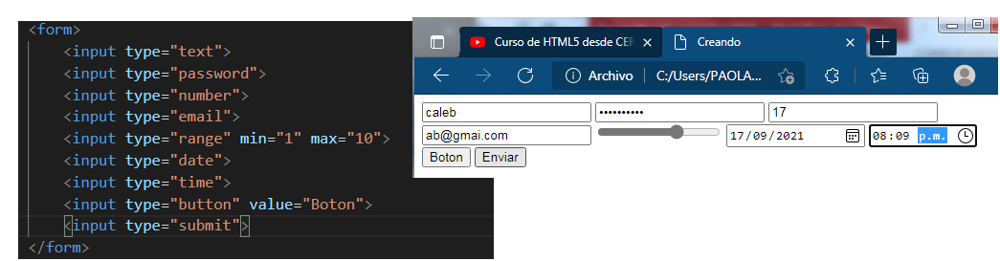 <form>
<input type="text">
<input type="password">
<input type="number">
<input type="email">
<input type="range" min="1" max="10">
<input type="date">
<input type="time">
<input type="button" value="Boton">
<input type="submit">
</form>
Curso de HTML5 desde CER
Creando
Archivo C:/Users/PAOLA...
caleb •••••••••• 17
ab@gmai.com 17/09/2021 08:09 p.m.
Boton Enviar